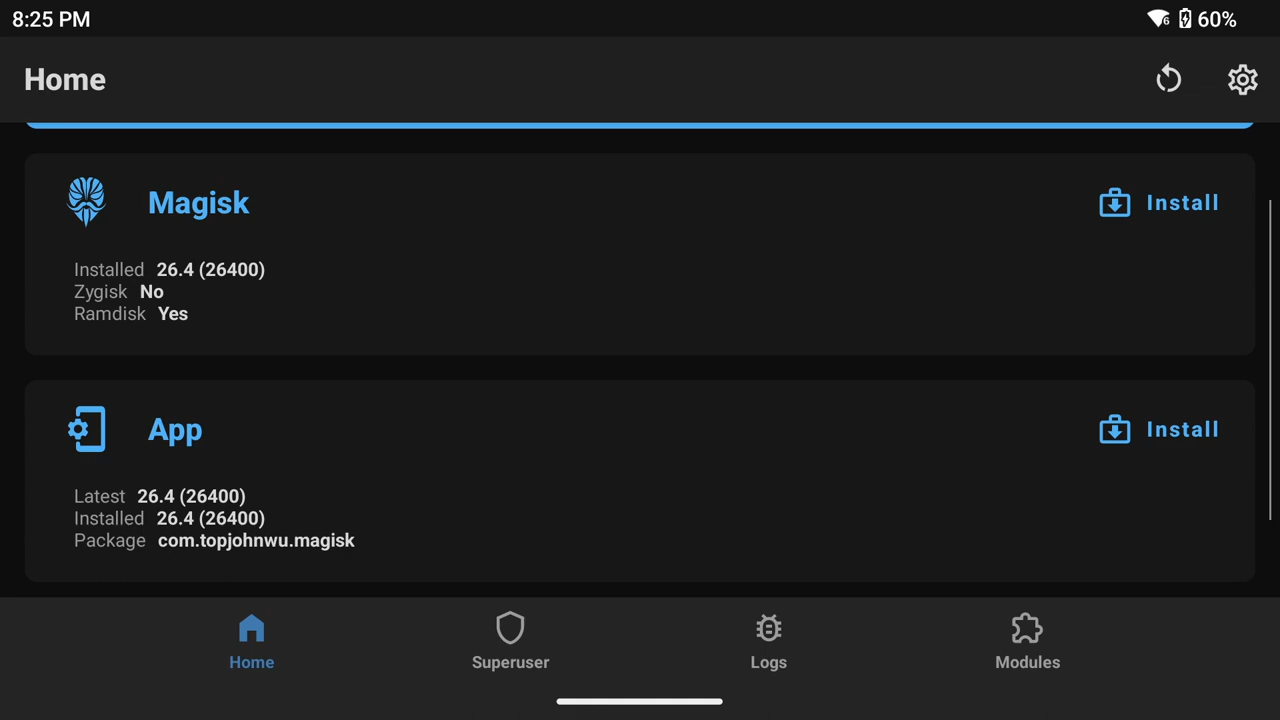 8:25 PM
6 60%
Home
Magisk
Install
Installed 26.4 (26400)
Zygisk No
Ramdisk Yes
App
Install
Latest 26.4 (26400)
Installed 26.4 (26400)
Package com.topjohnwu.magisk
Home Superuser Logs Modules